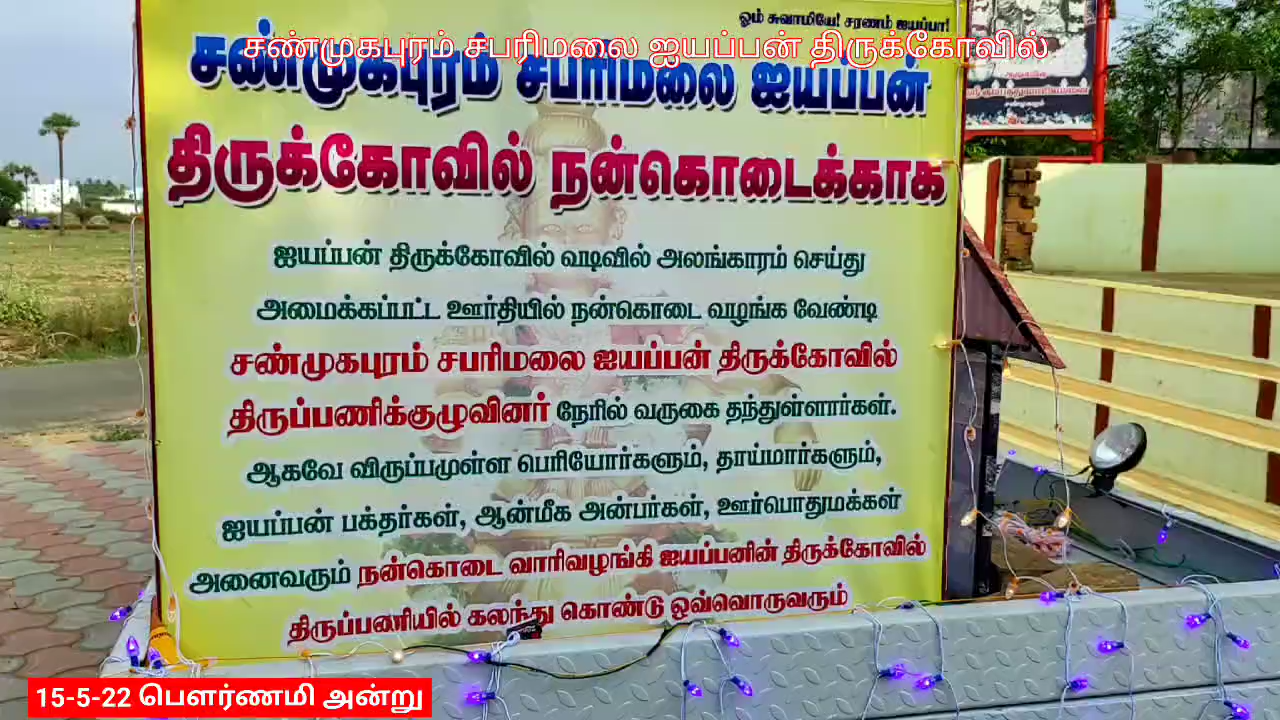 ஓம் சுவாமியே! சரணம் ஐயப்பா!
சண்முகபுரம் சபரிமலை ஐயப்பன் திருக்கோவில்
சண்முகபுரம் சபரிமலை ஐயப்பன்
திருக்கோவில் நன்கொடைக்காக
ஐயப்பன் திருக்கோவில் வடிவில் அலங்காரம் செய்து
அமைக்கப்பட்ட ஊர்தியில் நன்கொடை வழங்க வேண்டி
சண்முகபுரம் சபரிமலை ஐயப்பன் திருக்கோவில்
திருப்பணிக்குழுவினர் நேரில் வருகை தந்துள்ளார்கள்.
ஆகவே விருப்பமுள்ள பெரியோர்களும், தாய்மார்களும்,
ஐயப்பன் பக்தர்கள், ஆன்மீக அன்பர்கள், ஊர்பொதுமக்கள்
அனைவரும் நன்கொடை வாரிவழங்கி ஐயப்பனின் திருக்கோவில்
திருப்பணியில் கலந்து கொண்டு ஒவ்வொருவரும்
15-5-22 பௌர்ணமி அன்று